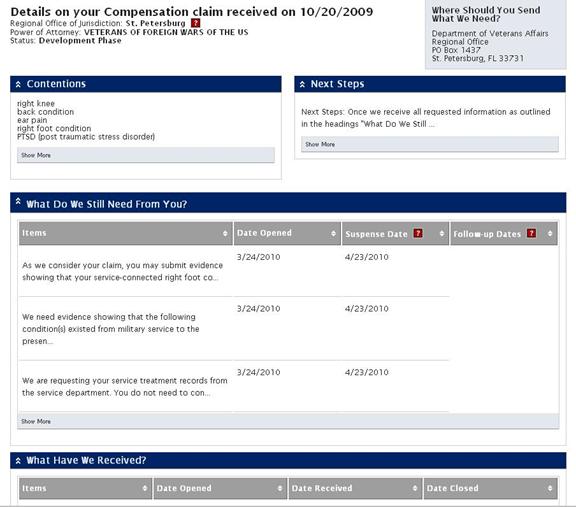 Details on your Compensation claim received on 10/20/2009
Regional Office of Jurisdiction: St. Petersburg ?
Power of Attorney: VETERANS OF FOREIGN WARS OF THE US
Status: Development Phase
Where Should You Send
What We Need?
Department of Veterans Affairs
Regional Office
PO Box 1437
St. Petersburg, FL 33731
Contentions
right knee
back condition
ear pain
right foot condition
PTSD (post traumatic stress disorder)
Show More
Next Steps
Next Steps: Once we receive all requested information as outlined
in the headings "What Do We Still ...
Show More
What Do We Still Need From You?
Items Date Opened Suspense Date ? Follow-up Dates ?
As we consider your claim, you may submit evidence
showing that your service-connected right foot co...
3/24/2010 4/23/2010
We need evidence showing that the following
condition(s) existed from military service to the
presen...
3/24/2010 4/23/2010
We are requesting your service treatment records from
the service department. You do not need to con...
3/24/2010 4/23/2010
Show More
What Have We Received?
Items Date Opened Date Received Date Closed